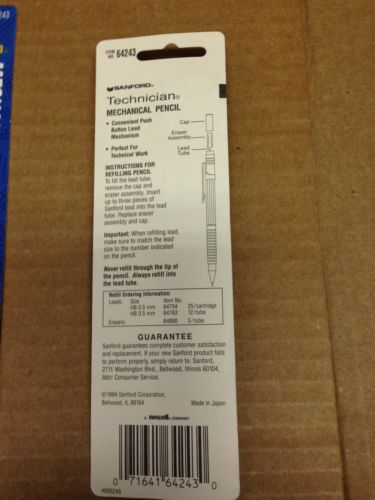 243
ITEM NO. 64243
SANFORD®
Technician®
MECHANICAL PENCIL
• Convenient Push
Button Lead
Mechanism
• Perfect For
Technical Work
Cap
Eraser
Assembly
Lead
Tube
INSTRUCTIONS FOR
REFILLING PENCIL
To fill the lead tube,
remove the cap and
eraser assembly. Insert
up to three pieces of
Sanford lead into the lead
tube. Replace eraser
assembly and cap.
Important: When refilling lead,
make sure to match the lead
size to the number indicated
on the pencil.
Never refill through the tip of
the pencil. Always refill into
the lead tube.
Refill Ordering Information:
Leads: Size Item No.
HB 0.5 mm 64754 25/cartridge
HB 0.5 mm 64763 12/tube
Erasers: 64886 5/tube
GUARANTEE
Sanford guarantees complete customer satisfaction
and replacement. If your new Sanford product fails
to perform properly, simply return to: Sanford,
2711 Washington Blvd., Bellwood, Illinois 60104,
Attn: Consumer Service.
©1994 Sanford Corporation,
Bellwood, IL 60104
Made in Japan
A newell COMPANY
0 71641 64243 0
#005245